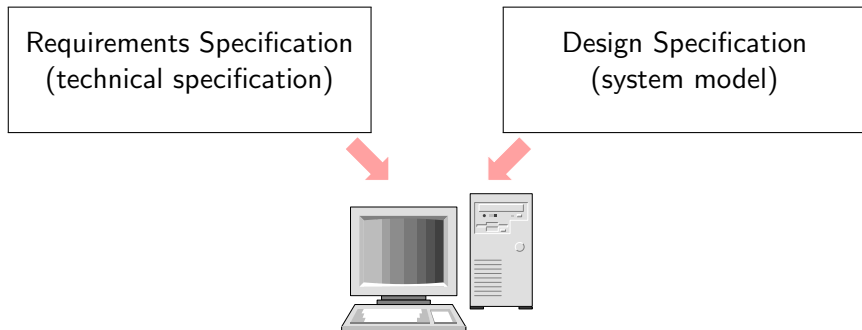 Requirements Specification
(technical specification)
Design Specification
(system model)